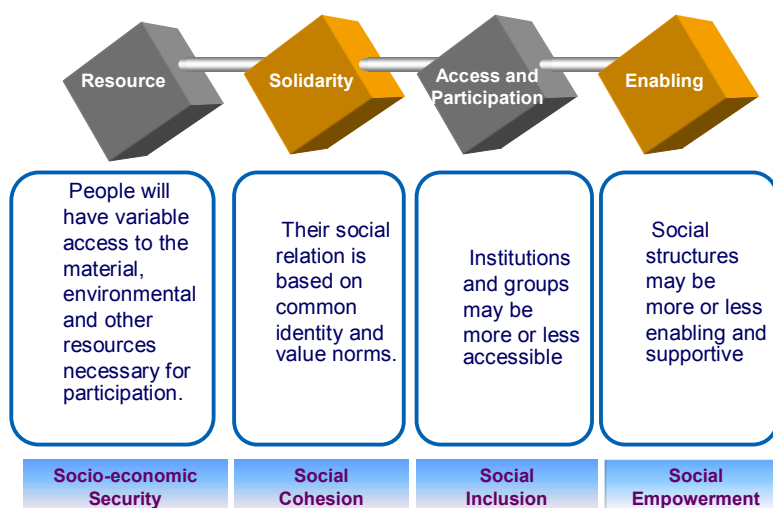 Resource
Solidarity
Access and
Participation
Enabling
People will
have variable
access to the
material,
environmental
and other
resources
necessary for
participation.
Their social
relation is
based on
common
identity and
value norms.
Institutions
and groups
may be
more or less
accessible
Social
structures
may be
more or less
enabling and
supportive
Socio-economic
Security
Social
Cohesion
Social
Inclusion
Social
Empowerment